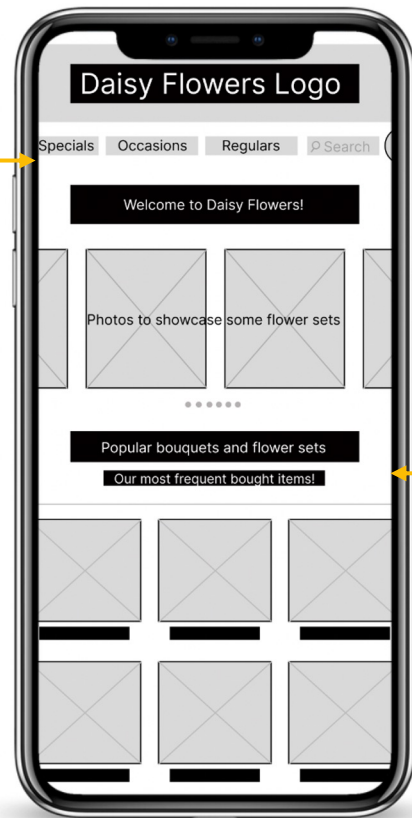 Daisy Flowers Logo
Specials Occasions Regulars Search
Welcome to Daisy Flowers!
Photos to showcase some flower sets
Popular bouquets and flower sets
Our most frequent bought items!